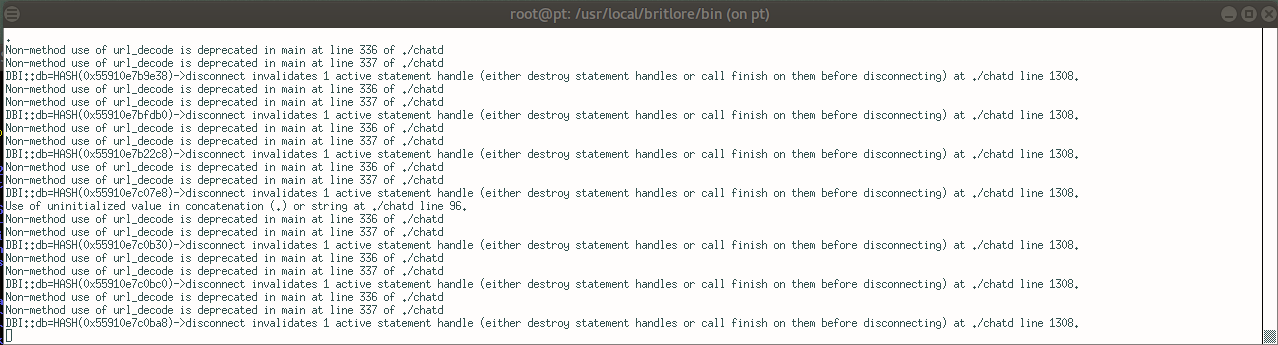 root@pt: /usr/local/britlore/bin (on pt)
.
Non-method use of url_decode is deprecated in main at line 336 of ./chatd
Non-method use of url_decode is deprecated in main at line 337 of ./chatd
DBI::db=HASH(0x55910e7b9e38)->disconnect invalidates 1 active statement handle (either destroy statement handles or call finish on them before disconnecting) at ./chatd line 1308.
Non-method use of url_decode is deprecated in main at line 336 of ./chatd
Non-method use of url_decode is deprecated in main at line 337 of ./chatd
DBI::db=HASH(0x55910e7bfdb0)->disconnect invalidates 1 active statement handle (either destroy statement handles or call finish on them before disconnecting) at ./chatd line 1308.
Non-method use of url_decode is deprecated in main at line 336 of ./chatd
Non-method use of url_decode is deprecated in main at line 337 of ./chatd
DBI::db=HASH(0x55910e7b22c8)->disconnect invalidates 1 active statement handle (either destroy statement handles or call finish on them before disconnecting) at ./chatd line 1308.
Non-method use of url_decode is deprecated in main at line 336 of ./chatd
Non-method use of url_decode is deprecated in main at line 337 of ./chatd
DBI::db=HASH(0x55910e7c07e8)->disconnect invalidates 1 active statement handle (either destroy statement handles or call finish on them before disconnecting) at ./chatd line 1308.
Use of uninitialized value in concatenation (.) or string at ./chatd line 96.
Non-method use of url_decode is deprecated in main at line 336 of ./chatd
Non-method use of url_decode is deprecated in main at line 337 of ./chatd
DBI::db=HASH(0x55910e7c0b30)->disconnect invalidates 1 active statement handle (either destroy statement handles or call finish on them before disconnecting) at ./chatd line 1308.
Non-method use of url_decode is deprecated in main at line 336 of ./chatd
Non-method use of url_decode is deprecated in main at line 337 of ./chatd
DBI::db=HASH(0x55910e7c0bc0)->disconnect invalidates 1 active statement handle (either destroy statement handles or call finish on them before disconnecting) at ./chatd line 1308.
Non-method use of url_decode is deprecated in main at line 336 of ./chatd
Non-method use of url_decode is deprecated in main at line 337 of ./chatd
DBI::db=HASH(0x55910e7c0ba8)->disconnect invalidates 1 active statement handle (either destroy statement handles or call finish on them before disconnecting) at ./chatd line 1308.